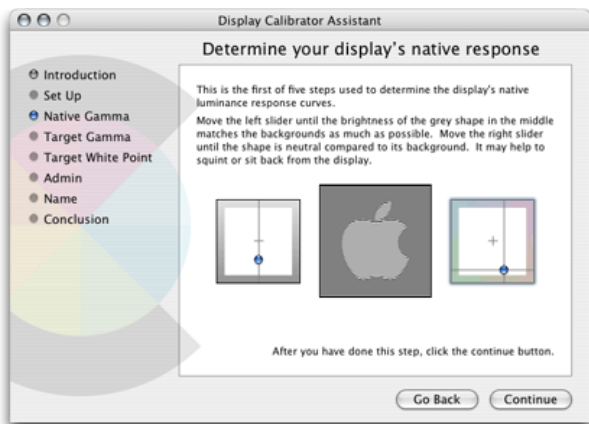 Display Calibrator Assistant
Determine your display's native response
Introduction
Set Up
Native Gamma
Target Gamma
Target White Point
Admin
Name
Conclusion
This is the first of five steps used to determine the display's native
luminance response curves.
Move the left slider until the brightness of the grey shape in the middle
matches the backgrounds as much as possible.  Move the right slider
until the shape is neutral compared to its background.  It may help to
squint or sit back from the display.
After you have done this step, click the continue button.
Go Back
Continue